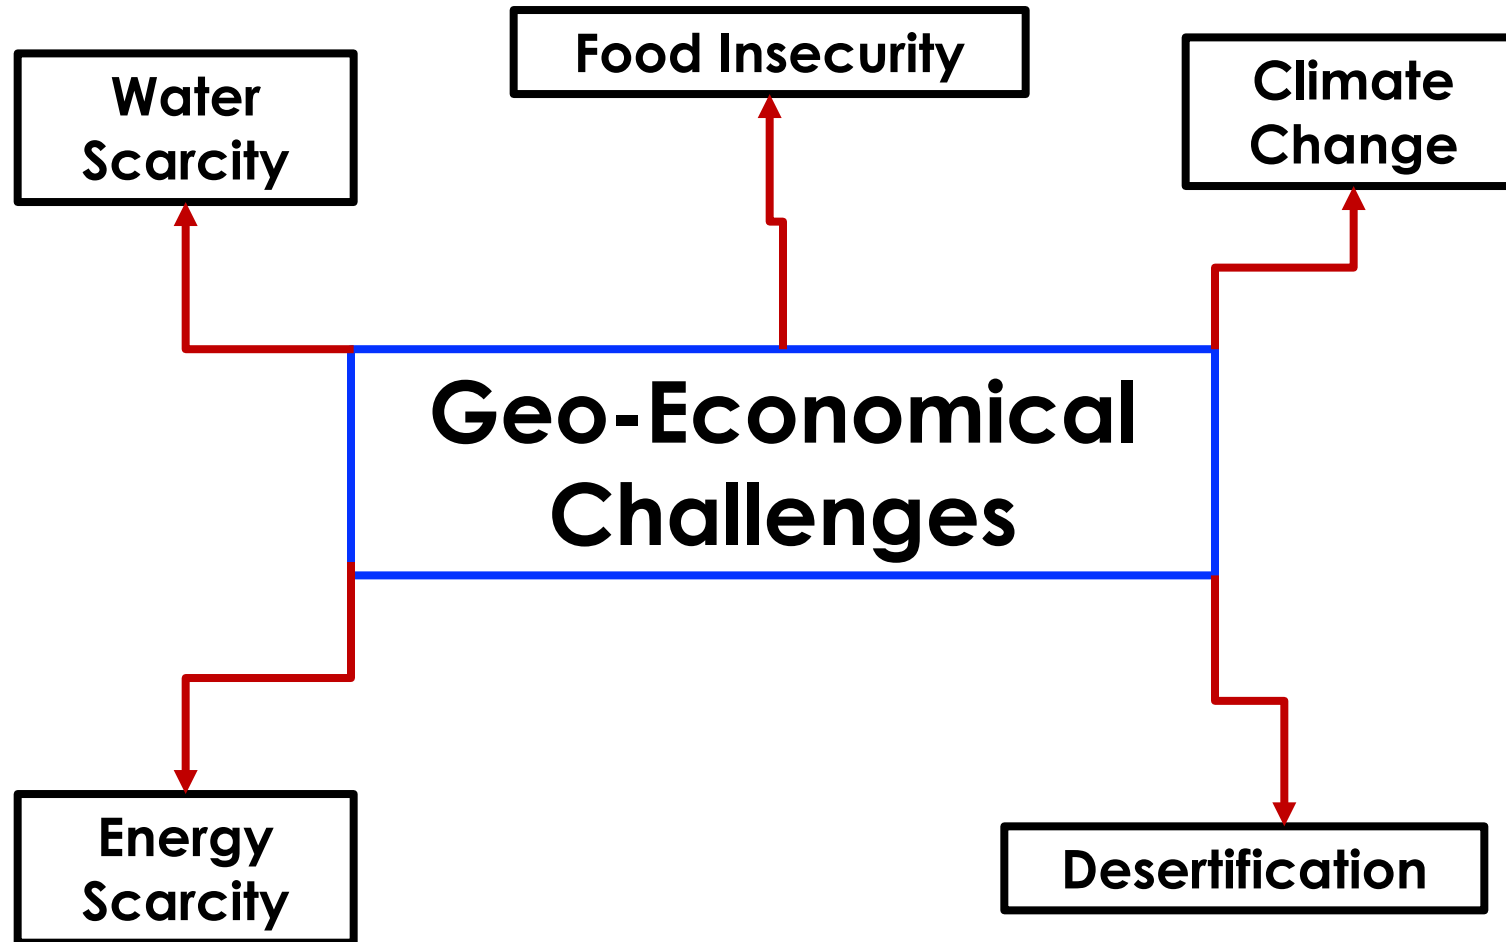 Food Insecurity
Water
Scarcity
Climate
Change
Geo-Economical
Challenges
Energy
Scarcity
Desertification